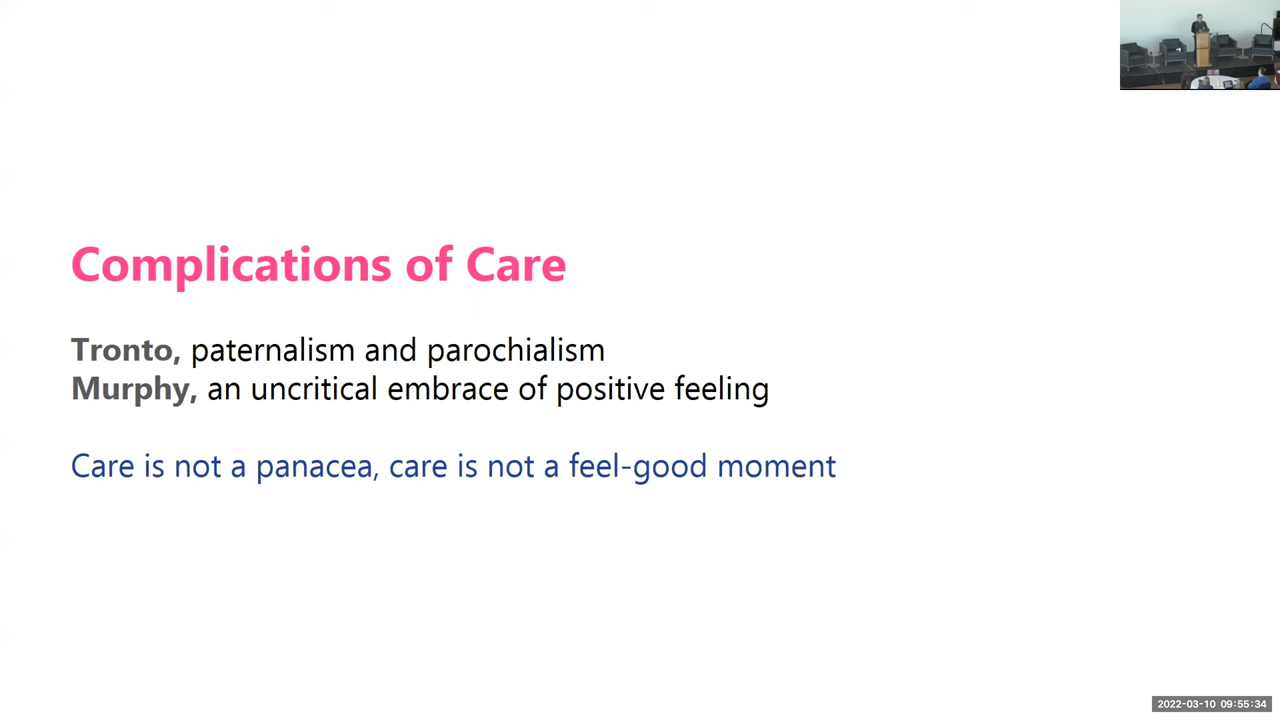 Complications of Care
Tronto, paternalism and parochialism
Murphy, an uncritical embrace of positive feeling
Care is not a panacea, care is not a feel-good moment
2022-03-10 09:55:34